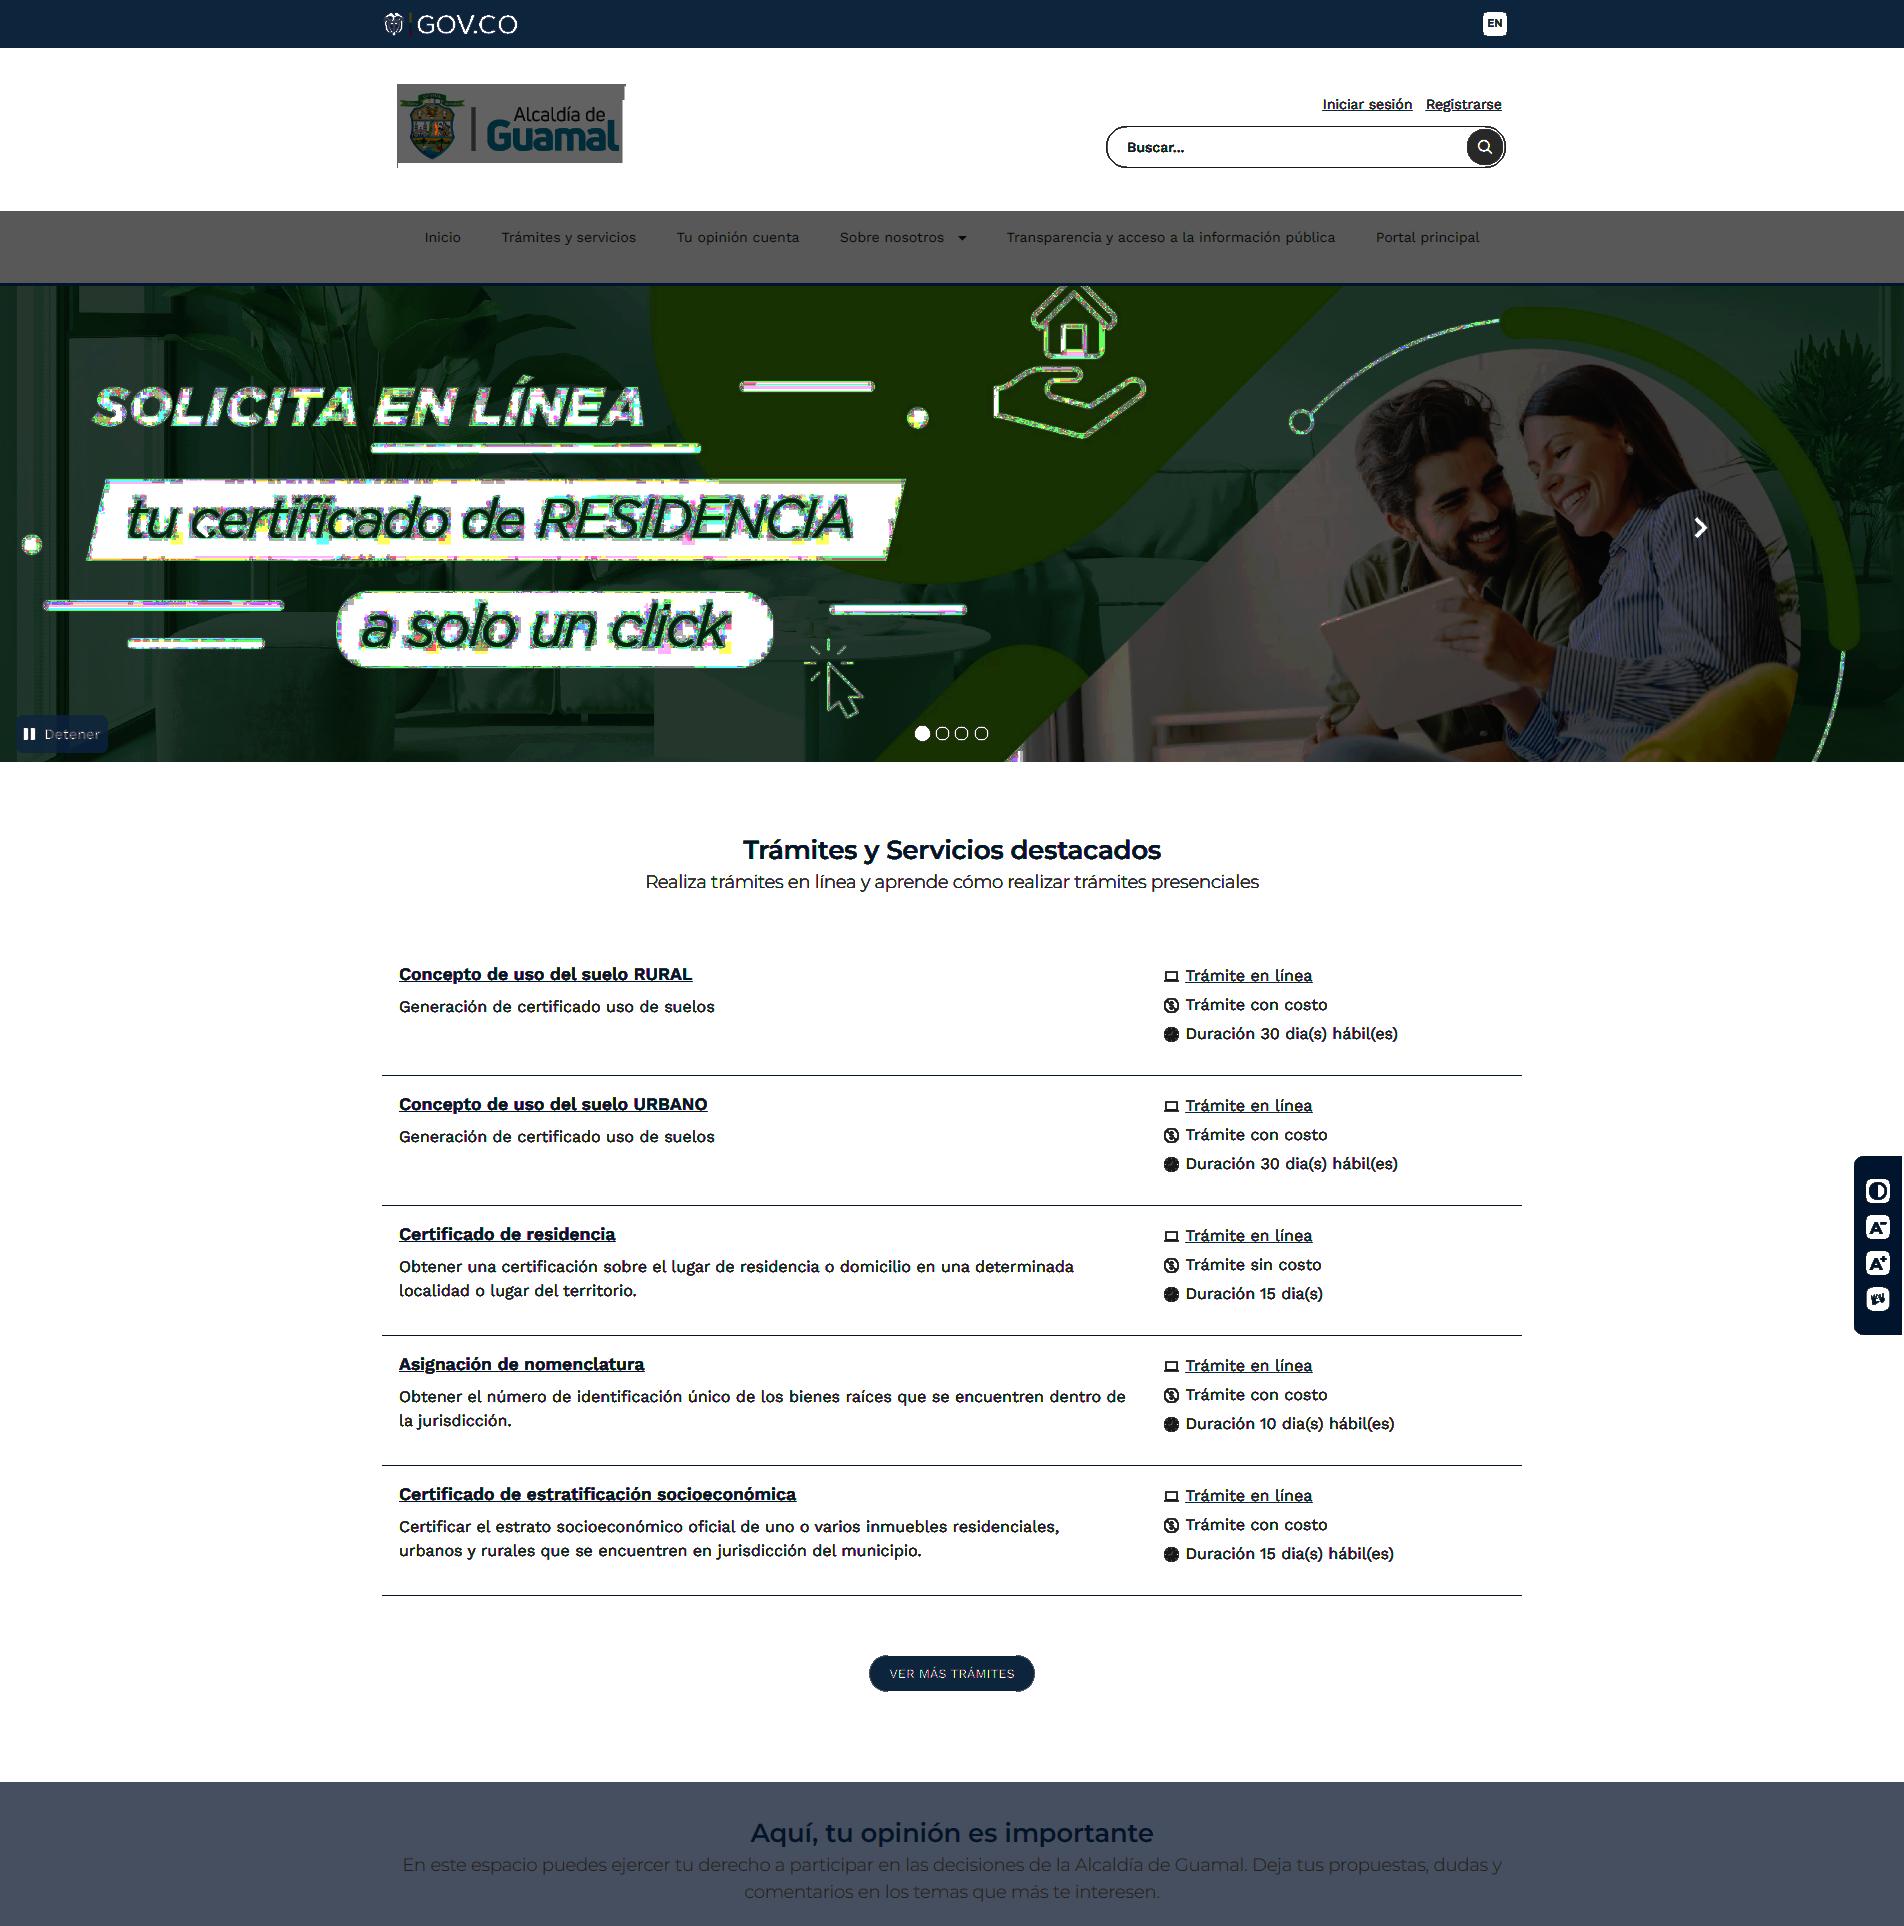 GOV.CO
EN
Alcaldía de
Guamal
Iniciar sesión Registrarse
Buscar...
Inicio Trámites y servicios Tu opinión cuenta Sobre nosotros Transparencia y acceso a la información pública Portal principal
SOLICITA EN LÍNEA
tu certificado de RESIDENCIA
a solo un click
Detener
Trámites y Servicios destacados
Realiza trámites en línea y aprende cómo realizar trámites presenciales
Concepto de uso del suelo RURAL
Generación de certificado uso de suelos
Trámite en línea
Trámite con costo
Duración 30 dia(s) hábil(es)
Concepto de uso del suelo URBANO
Generación de certificado uso de suelos
Trámite en línea
Trámite con costo
Duración 30 dia(s) hábil(es)
Certificado de residencia
Obtener una certificación sobre el lugar de residencia o domicilio en una determinada
localidad o lugar del territorio.
Trámite en línea
Trámite sin costo
Duración 15 dia(s)
Asignación de nomenclatura
Obtener el número de identificación único de los bienes raíces que se encuentren dentro de
la jurisdicción.
Trámite en línea
Trámite con costo
Duración 10 dia(s) hábil(es)
Certificado de estratificación socioeconómica
Certificar el estrato socioeconómico oficial de uno o varios inmuebles residenciales,
urbanos y rurales que se encuentren en jurisdicción del municipio.
Trámite en línea
Trámite con costo
Duración 15 dia(s) hábil(es)
A-
A+
VER MÁS TRÁMITES
Aquí, tu opinión es importante
En este espacio puedes ejercer tu derecho a participar en las decisiones de la Alcaldía de Guamal. Deja tus propuestas, dudas y
comentarios en los temas que más te interesen.